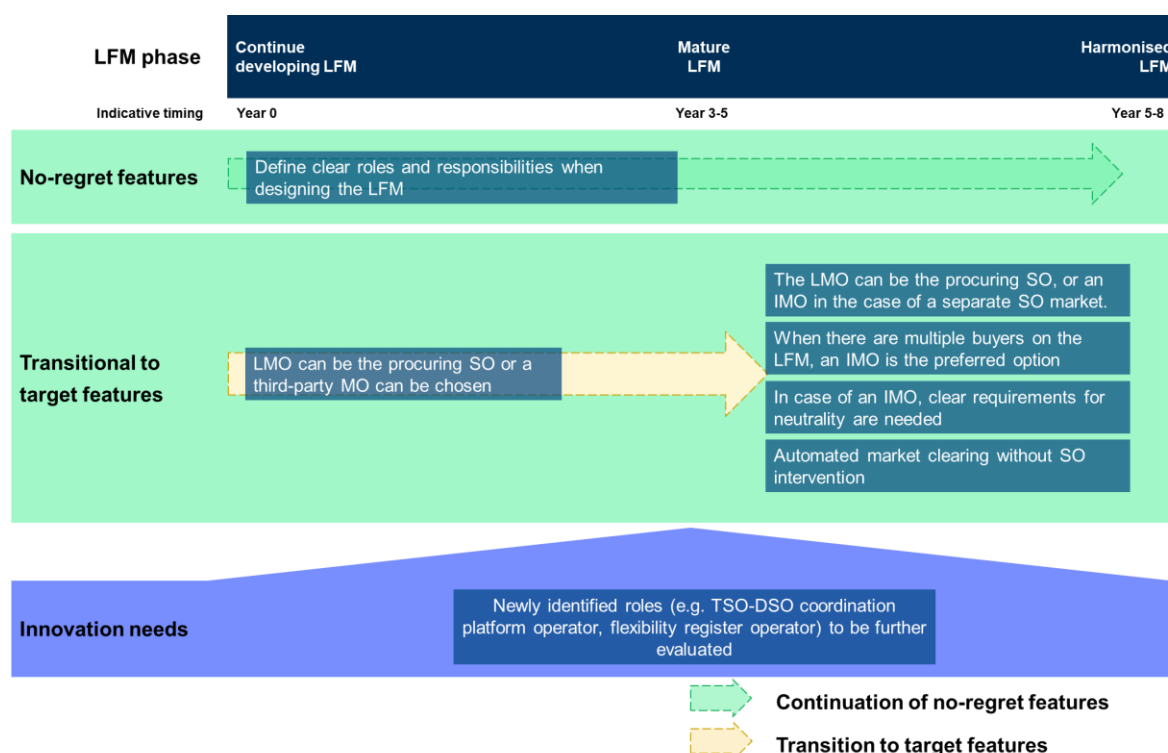 LFM phase
Continue
developing LFM
Mature
LFM
Harmonised
LFM
Indicative timing
Year 0
Year 3-5
Year 5-8
No-regret features
Define clear roles and responsibilities when
designing the LFM
Transitional to
target features
LMO can be the procuring SO or a
third-party MO can be chosen
The LMO can be the procuring SO, or an
IMO in the case of a separate SO market.
When there are multiple buyers on the
LFM, an IMO is the preferred option
In case of an IMO, clear requirements for
neutrality are needed
Automated market clearing without SO
intervention
Innovation needs
Newly identified roles (e.g. TSO-DSO coordination
platform operator, flexibility register operator) to be further
evaluated
Continuation of no-regret features
Transition to target features